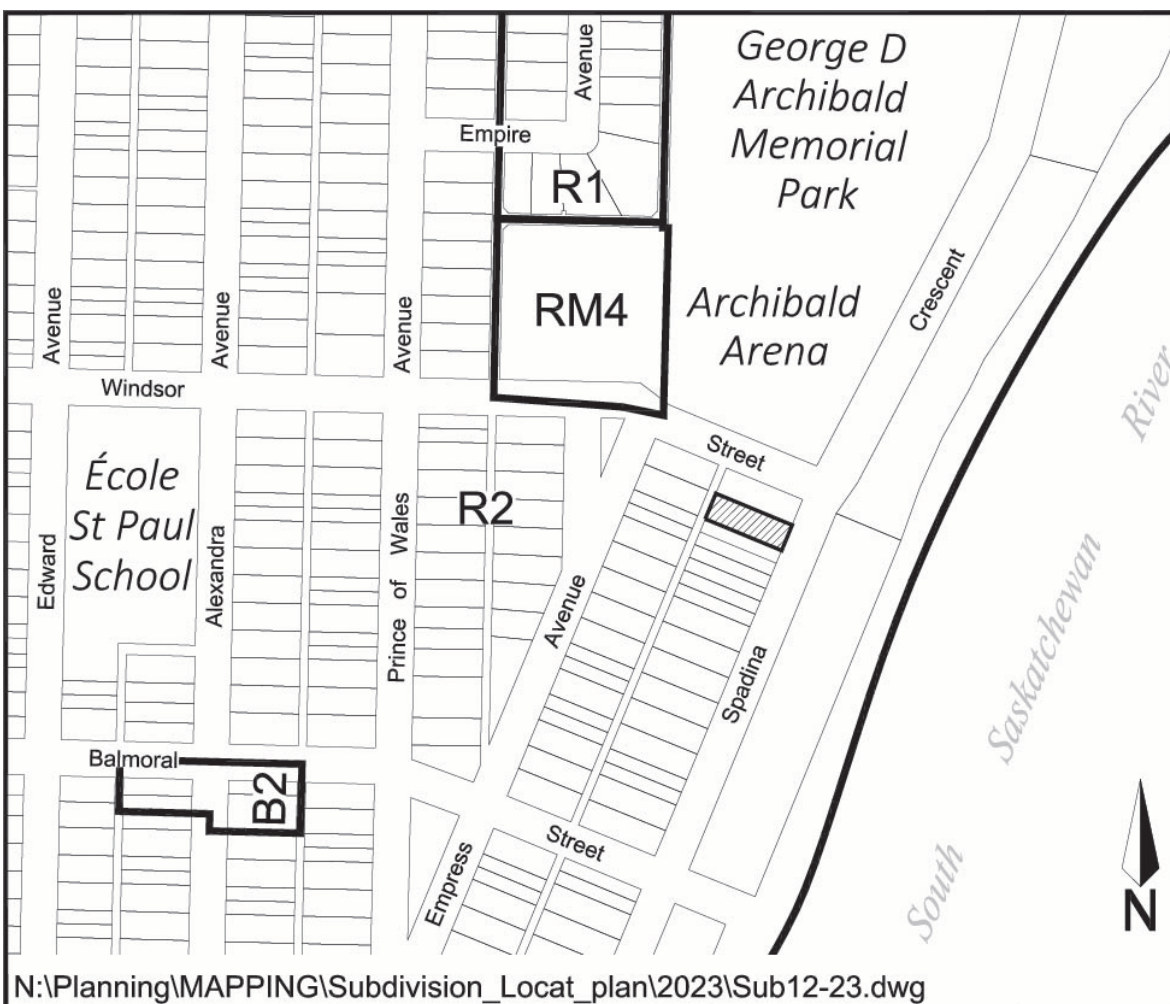 George D
Archibald
Memorial
Park
Avenue
Empire
R1
RM4
Archibald
Arena
Crescent
River
Avenue
Avenue
Avenue
Windsor
Street
École
St Paul
School
R2
Edward
Alexandra
Prince of Wales
Avenue
Spadina
Saskatchewan
Balmoral
B2
Street
Empress
South
N
N:\Planning\MAPPING\Subdivision_Locat_plan\2023\Sub12-23.dwg